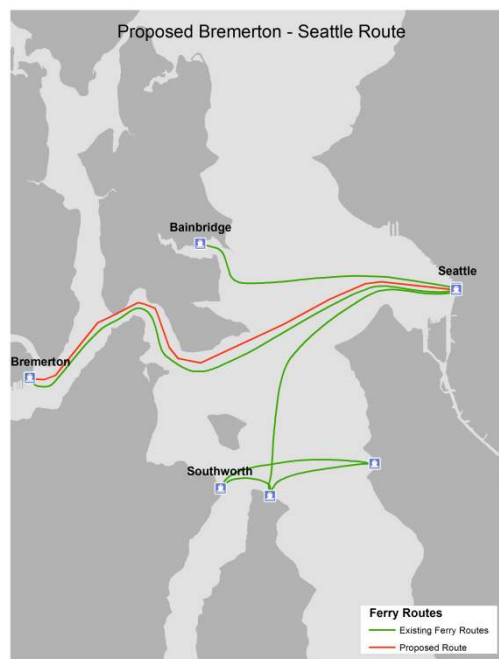 Proposed Bremerton - Seattle Route
Bainbridge
Seattle
Bremerton
Southworth
Ferry Routes
Existing Ferry Routes
Proposed Route